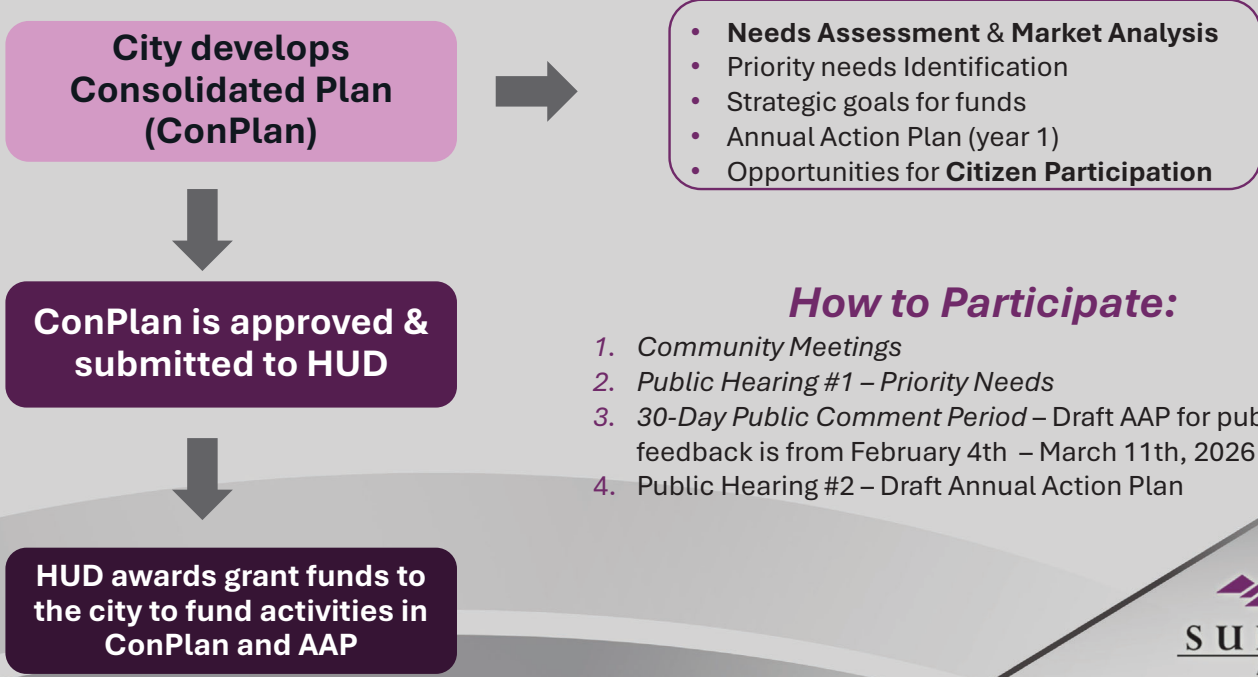 City develops
Consolidated Plan
(ConPlan)
• Needs Assessment & Market Analysis
• Priority needs Identification
• Strategic goals for funds
• Annual Action Plan (year 1)
• Opportunities for Citizen Participation
ConPlan is approved &
submitted to HUD
How to Participate:
1. Community Meetings
2. Public Hearing #1 – Priority Needs
3. 30-Day Public Comment Period – Draft AAP for
feedback is from February 4th – March 11th, 2026
4. Public Hearing #2 – Draft Annual Action Plan
HUD awards grant funds to
the city to fund activities in
ConPlan and AAP